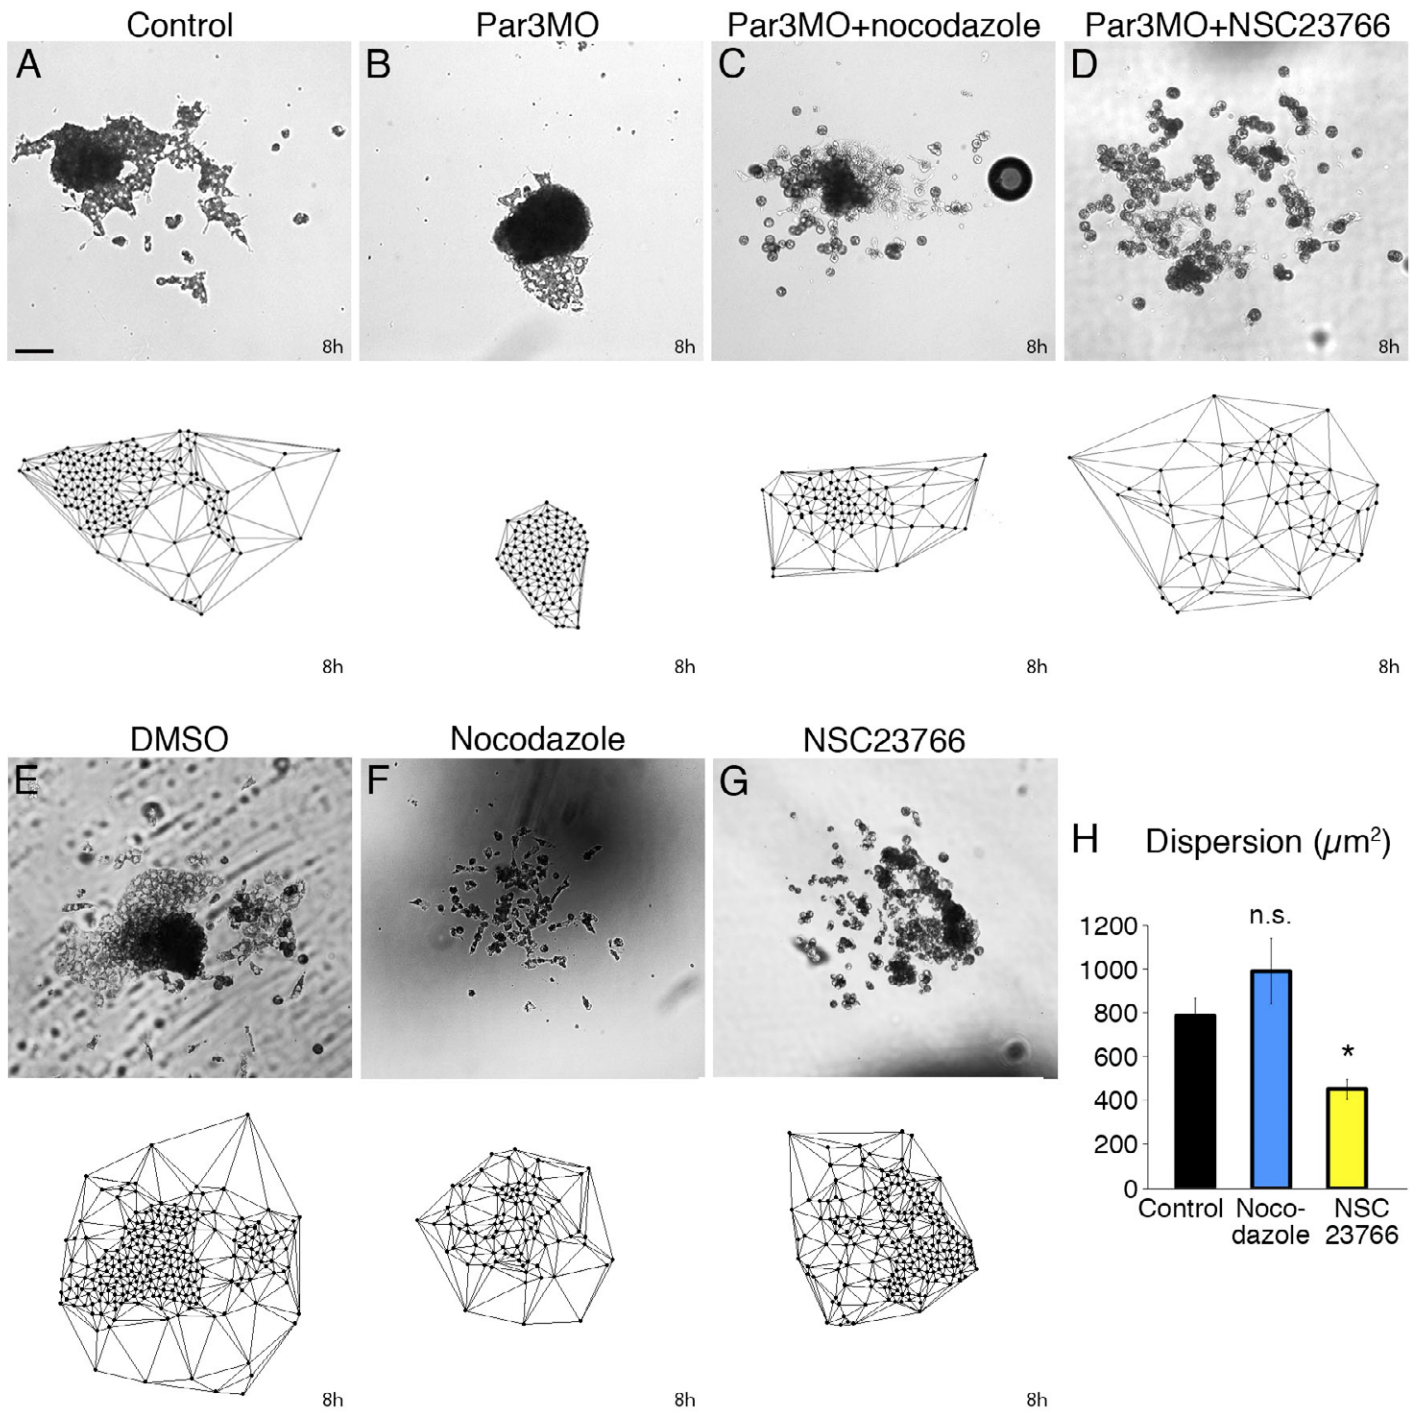 Control Par3MO Par3MO+nocodazole Par3MO+NSC23766
A B C D
8h 8h 8h 8h
8h 8h 8h 8h
DMSO Nocodazole NSC23766
E F G
H Dispersion (µm²)
n.s.
1200
1000
800
*
600
400
200
0
Control Noco- NSC
dazole 23766
8h 8h 8h